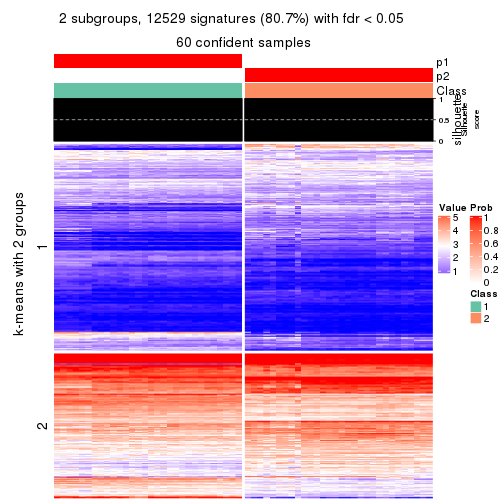 2 subgroups, 12529 signatures (80.7%) with fdr < 0.05
60 confident samples
p1
p2
Class
1
0.5
0
silhouette
Silhouette
score
k-means with 2 groups
1
2
Value
5
4
3
2
1
Prob
1
0.8
0.6
0.4
0.2
0
Class
1
2